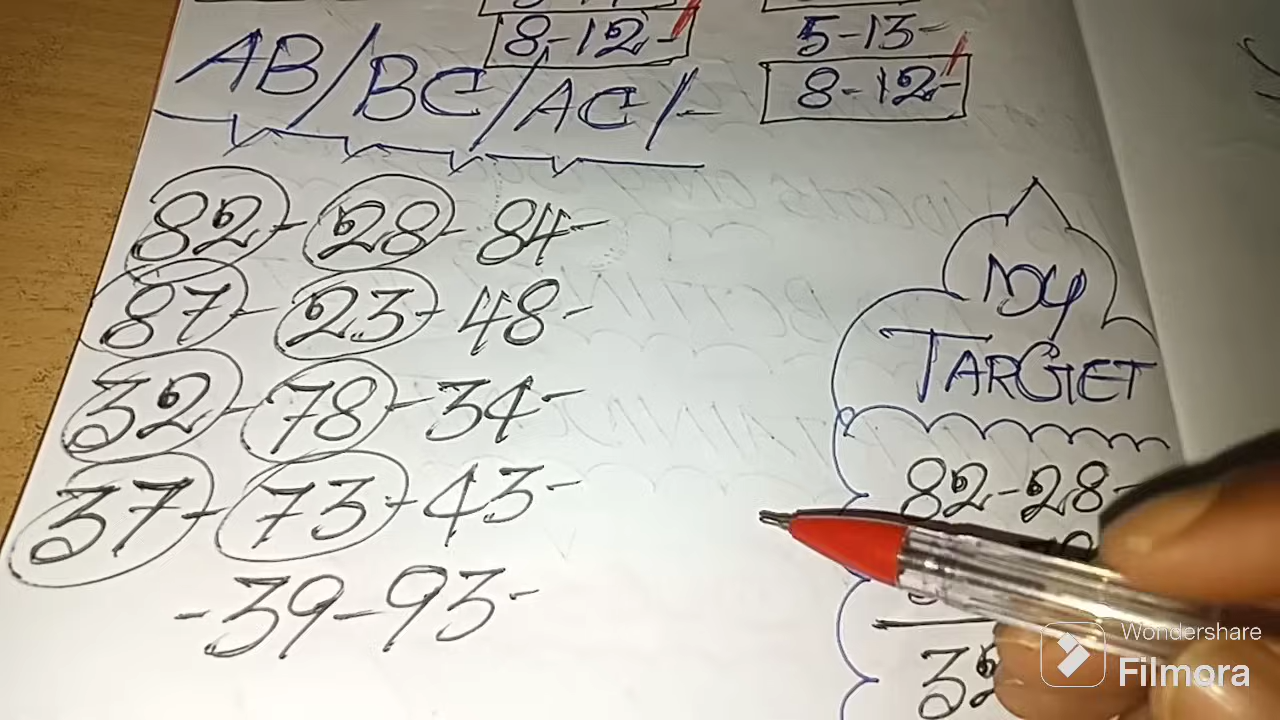 8-12-
5-13-
8-12-
AB/BC/AC/-
82-28-84-
87-23-48-
32-78-34-
37-73-43-
-39-93-
MY
TARGET
82-28-
Wondershare
Filmora